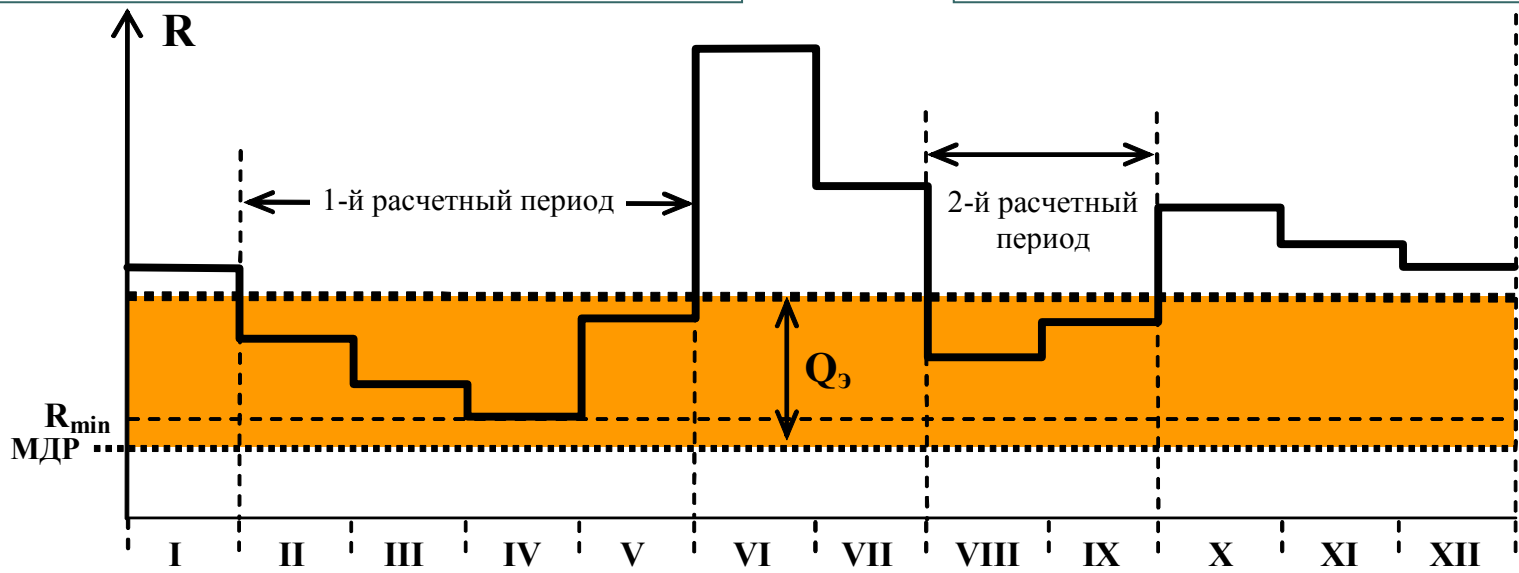 R
1-й расчетный период
2-й расчетный
период
Qэ
Rmin
МДР
I II III IV V VI VII VIII IX X XI XII